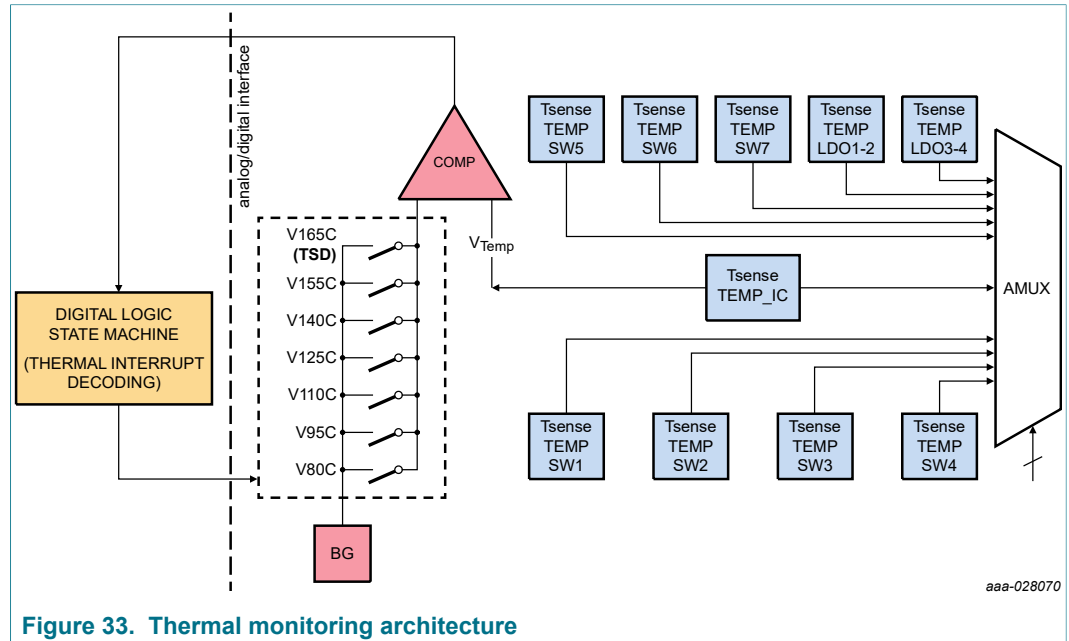 analog/digital interface
COMP
Tsense
TEMP
SW5
Tsense
TEMP
SW6
Tsense
TEMP
SW7
Tsense
TEMP
LDO1-2
Tsense
TEMP
LDO3-4
V165C
(TSD)
V155C
V140C
V125C
V110C
V95C
V80C
VTemp
Tsense
TEMP_IC
AMUX
DIGITAL LOGIC
STATE MACHINE
(THERMAL INTERRUPT
DECODING)
Tsense
TEMP
SW1
Tsense
TEMP
SW2
Tsense
TEMP
SW3
Tsense
TEMP
SW4
BG
aaa-028070
Figure 33. Thermal monitoring architecture